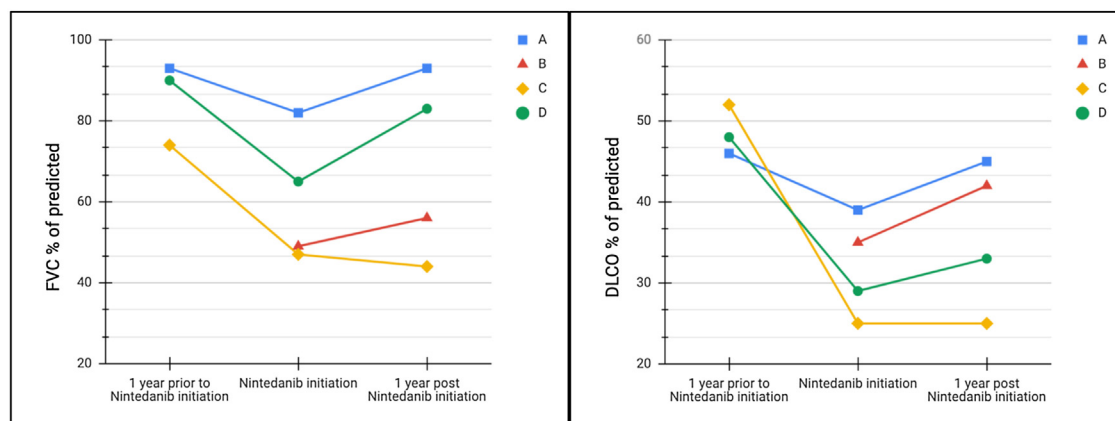 100
80
60
40
20
FVC % of predicted
1 year prior to
Nintedanib initiation
Nintedanib initiation
1 year post
Nintedanib initiation
A
B
C
D
60
50
40
30
20
DLCO % of predicted
1 year prior to
Nintedanib initiation
Nintedanib initiation
1 year post
Nintedanib initiation
A
B
C
D